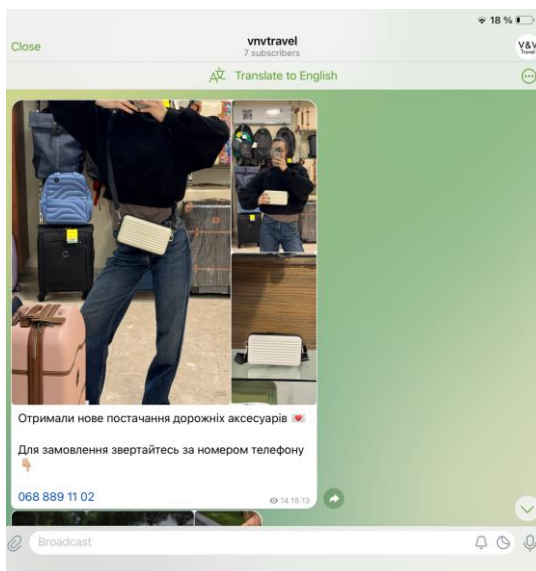 18 %
Close
vnvtravel
7 subscribers
V&V
Travel
Translate to English
Отримали нове постачання дорожніх аксесуарів 💌
Для замовлення звертайтесь за номером телефону
👇🏼
068 889 11 02
14 15:13
Broadcast